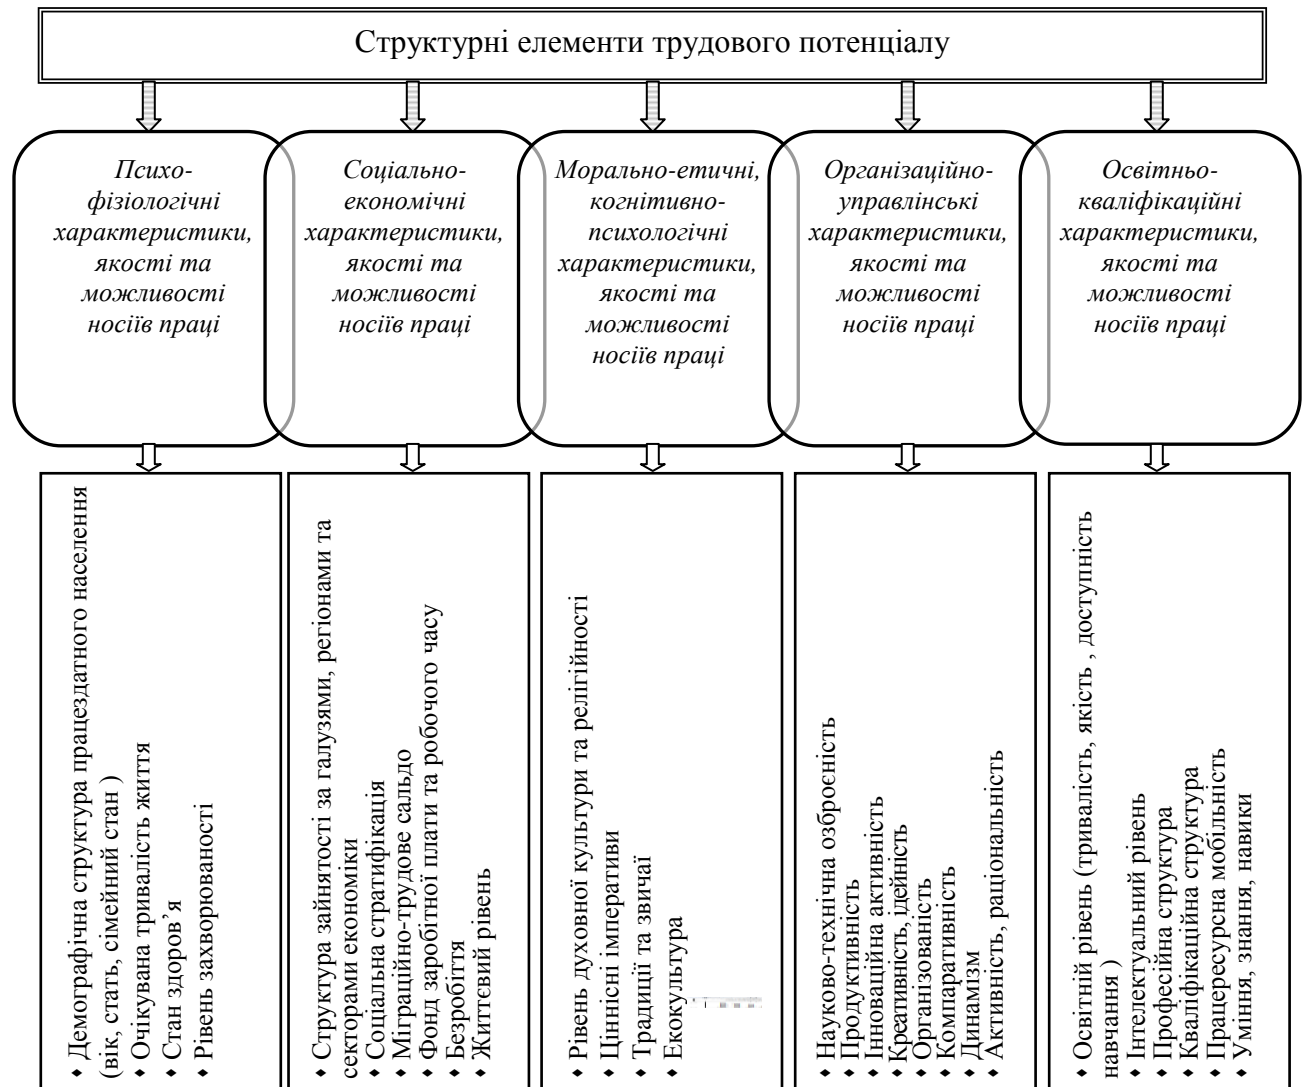 Структурні елементи трудового потенціалу
Психо-
фізіологічні
характеристики,
якості та
можливості
носіїв праці
Соціально-
економічні
характеристики,
якості та
можливості
носіїв праці
Морально-етичні,
когнітивно-
психологічні
характеристики,
якості та
можливості
носіїв праці
Організаційно-
управлінські
характеристики,
якості та
можливості
носіїв праці
Освітньо-
кваліфікаційні
характеристики,
якості та
можливості
носіїв праці
♦ Демографічна структура працездатного населення
(вік, стать, сімейний стан )
♦ Очікувана тривалість життя
♦ Стан здоров’я
♦ Рівень захворюваності
♦ Структура зайнятості за галузями, регіонами та
секторами економіки
♦ Соціальна стратифікація
♦ Міграційно-трудове сальдо
♦ Фонд заробітної плати та робочого часу
♦ Безробіття
♦ Життєвий рівень
♦ Рівень духовної культури та релігійності
♦ Ціннісні імперативи
♦ Традиції та звичаї
♦ Екокультура
♦ Науково-технічна озброєність
♦ Продуктивність
♦ Інноваційна активність
♦ Креативність, ідейність
♦ Організованість
♦ Компаративність
♦ Динамізм
♦ Активність, раціональність
♦ Освітній рівень (тривалість, якість , доступність
навчання )
♦ Інтелектуальний рівень
♦ Професійна структура
♦ Кваліфікаційна структура
♦ Працересурсна мобільність
♦ Уміння, знання, навики